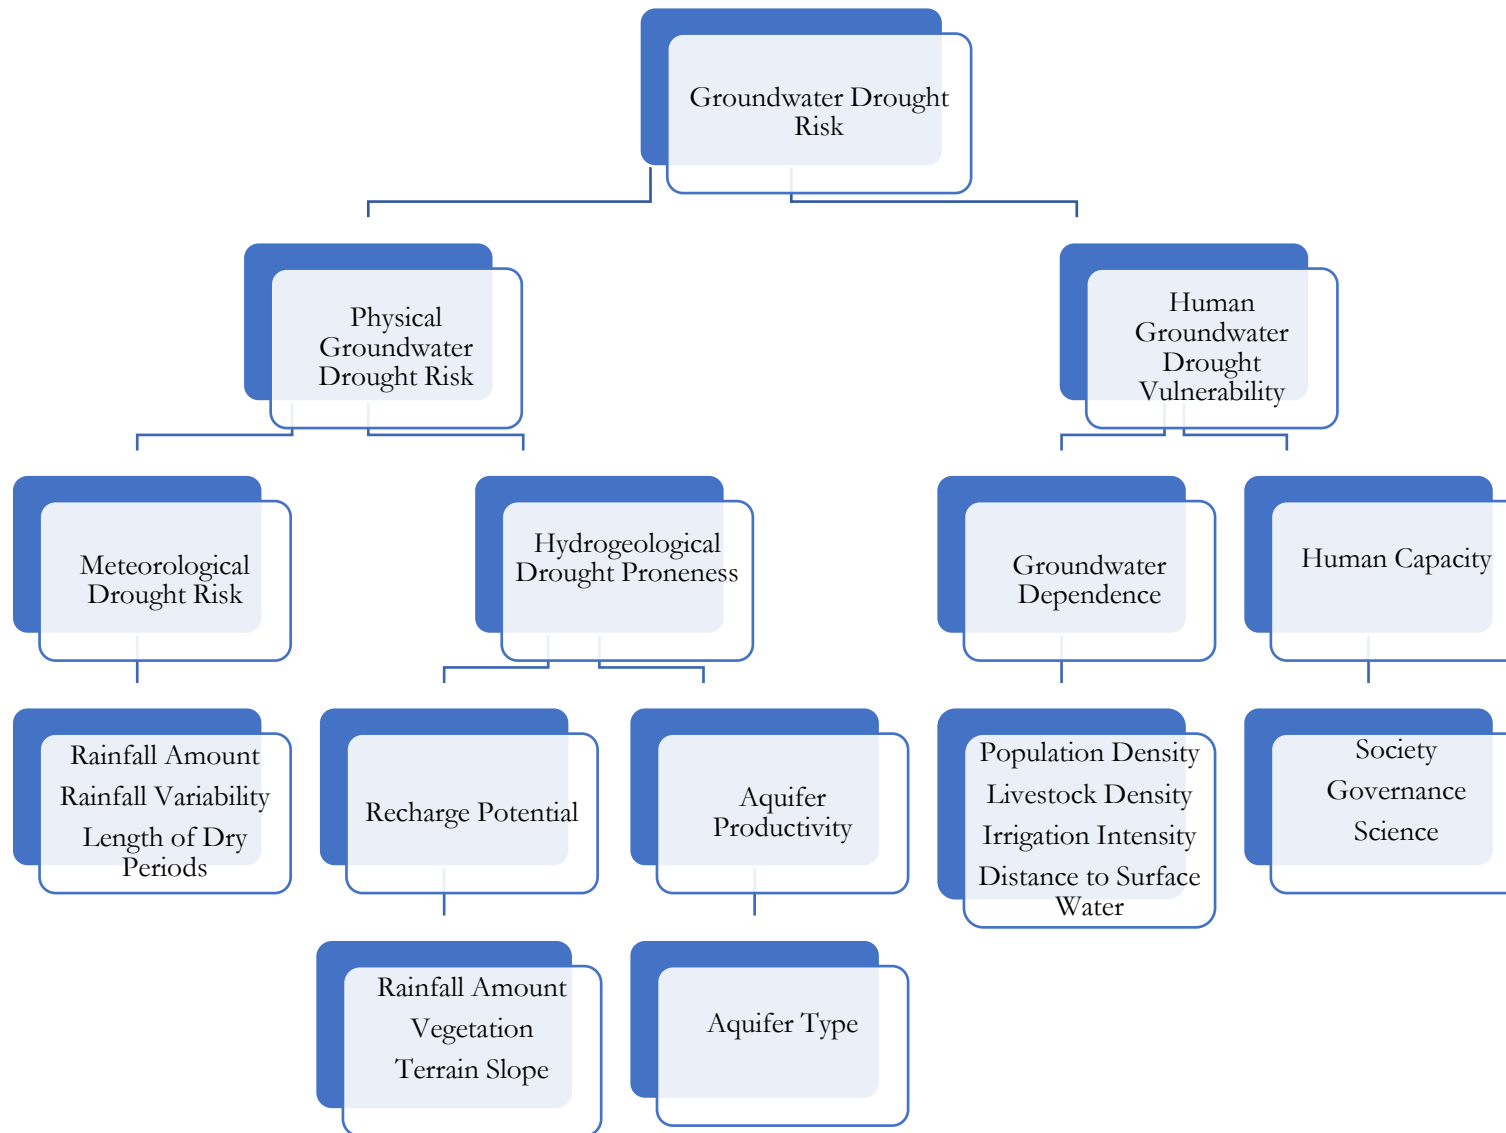 Groundwater Drought
Risk
Physical
Groundwater
Drought Risk
Human
Groundwater
Drought
Vulnerability
Meteorological
Drought Risk
Hydrogeological
Drought Proneness
Groundwater
Dependence
Human Capacity
Rainfall Amount
Rainfall Variability
Length of Dry
Periods
Recharge Potential
Aquifer
Productivity
Population Density
Livestock Density
Irrigation Intensity
Distance to Surface
Water
Society
Governance
Science
Rainfall Amount
Vegetation
Terrain Slope
Aquifer Type